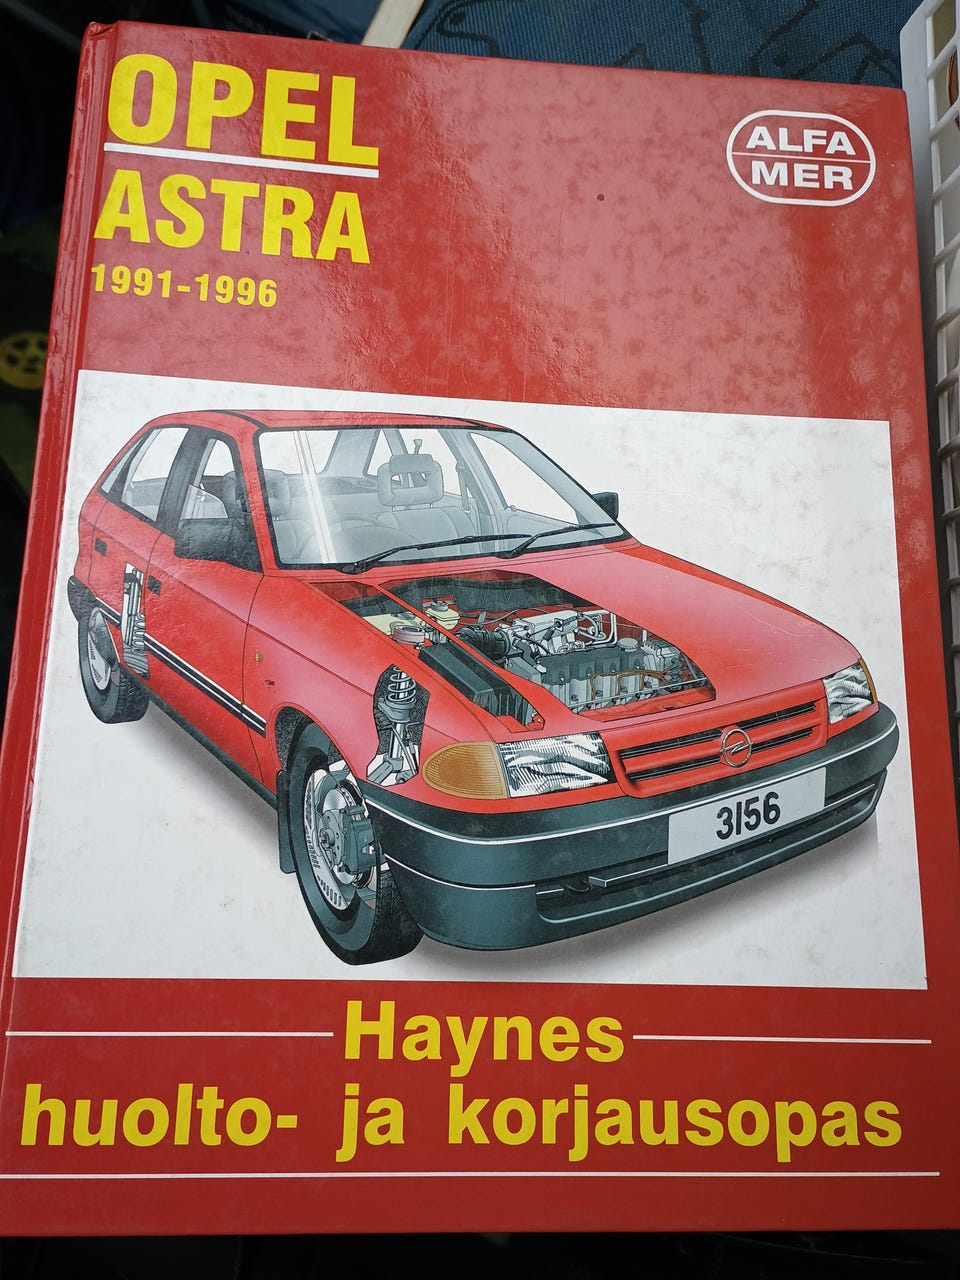 OPEL
ASTRA
1991-1996
ALFA
MER
3156
Haynes
huolto- ja korjausopas